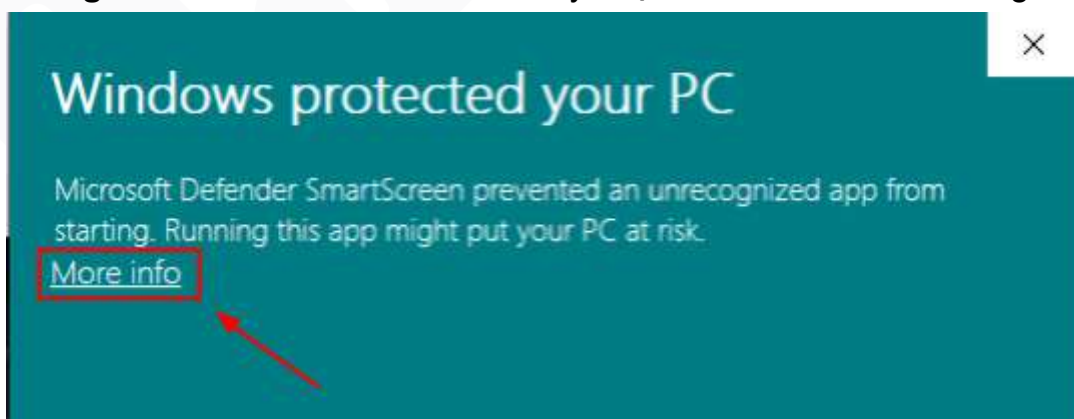 Windows protected your PC
Microsoft Defender SmartScreen prevented an unrecognized app from
starting. Running this app might put your PC at risk.
More info